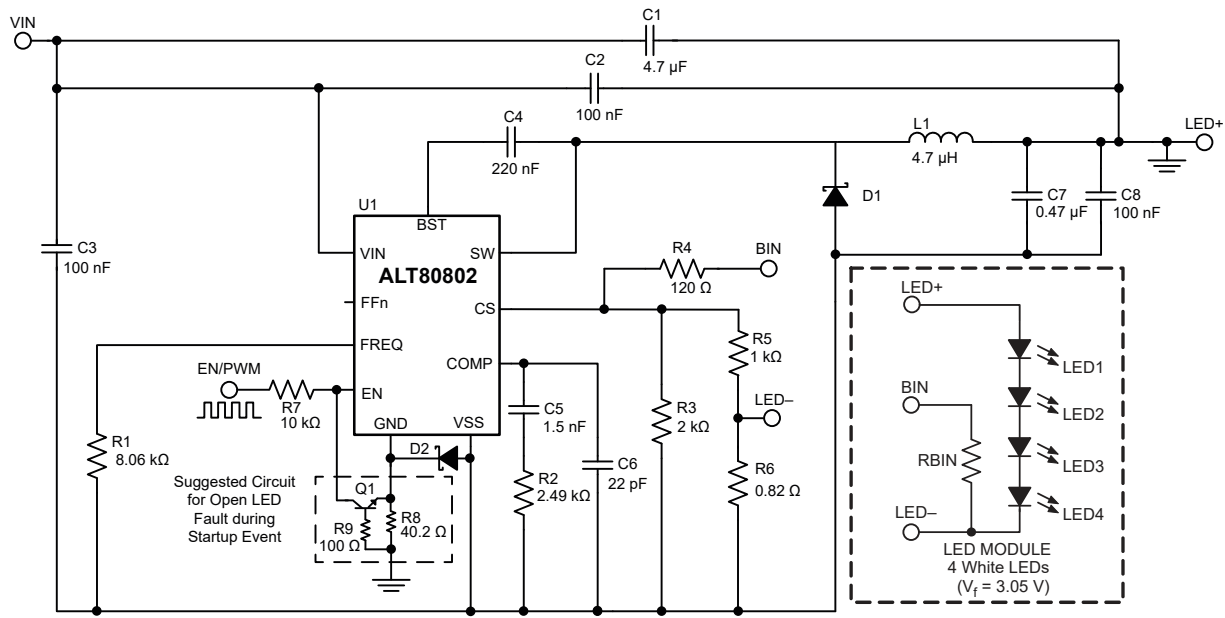 VIN
C1
4.7 µF
C2
100 nF
C4
220 nF
L1
4.7 µH
LED+
C7
0.47 µF
C8
100 nF
D1
U1
BST
VIN
SW
ALT80802
C3
100 nF
FFn
CS
FREQ
COMP
EN
GND
VSS
R4
120 Ω
BIN
R5
1 kΩ
LED–
R3
2 kΩ
R6
0.82 Ω
EN/PWM
R7
10 kΩ
R1
8.06 kΩ
D2
C5
1.5 nF
R2
2.49 kΩ
C6
22 pF
Suggested Circuit
for Open LED
Fault during
Startup Event
Q1
R9
100 Ω
R8
40.2 Ω
LED+
LED1
BIN
LED2
RBIN
LED3
LED4
LED–
LED MODULE
4 White LEDs
(Vf = 3.05 V)